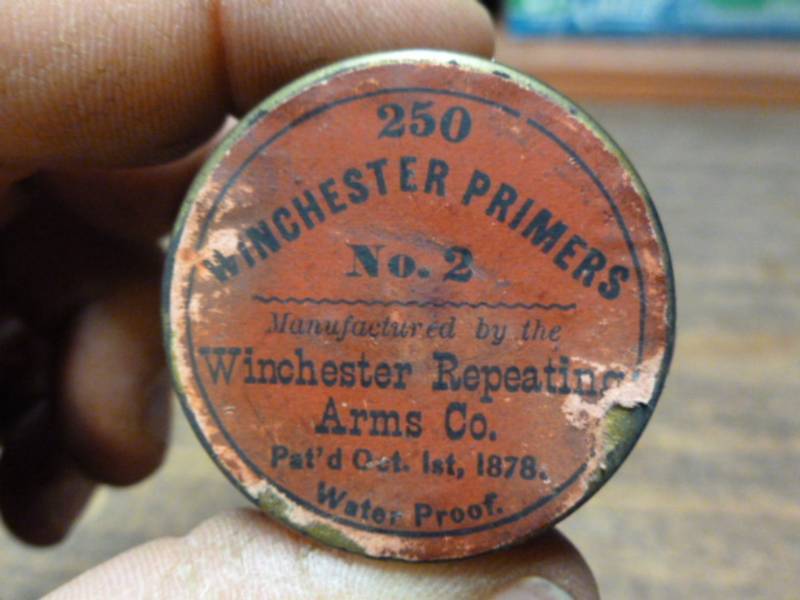 250
WINCHESTER PRIMERS
No. 2
Manufactured by the
Winchester Repeating
Arms Co.
Pat'd Oct. 1st, 1878.
Water Proof.